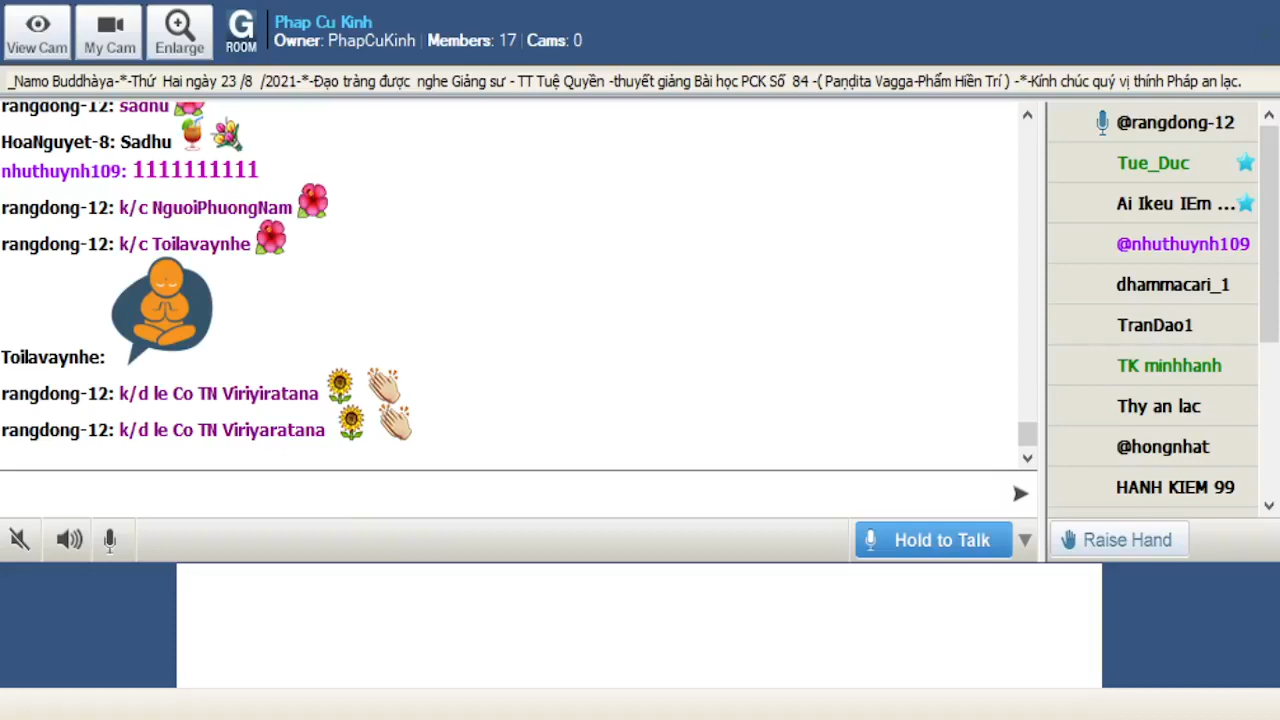 View Cam
My Cam
Enlarge
G
ROOM
Phap Cu Kinh
Owner: PhapCuKinh Members: 17 Cams: 0
_Namo Buddhàya-*-Thứ Hai ngày 23 /8 /2021-*-Đạo tràng được nghe Giảng sư - TT Tuệ Quyền -thuyết giảng Bài học PCK Số 84 -( Paṇḍita Vagga-Phẩm Hiền Trí ) -*-Kính chúc quý vị thính Pháp an lạc.
rangdong-12: sadhu
HoaNguyet-8: Sadhu
nhuthuynh109: 1111111111
rangdong-12: k/c NguoiPhuongNam
rangdong-12: k/c Toilavaynhe
Toilavaynhe:
rangdong-12: k/d le Co TN Viriyiratana
rangdong-12: k/d le Co TN Viriyaratana
@rangdong-12
Tue_Duc
Ai Ikeu IEm ...
@nhuthuynh109
dhammacari_1
TranDao1
TK minhhanh
Thy an lac
@hongnhat
HANH KIEM 99
Hold to Talk
Raise Hand